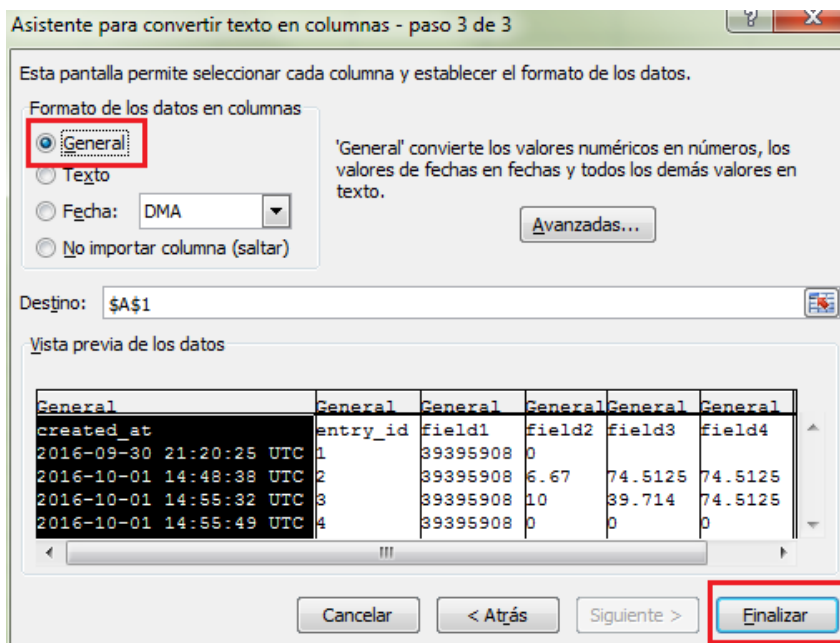 Asistente para convertir texto en columnas - paso 3 de 3
Esta pantalla permite seleccionar cada columna y establecer el formato de los datos.
Formato de los datos en columnas
General
Texto
Fecha: DMA
No importar columna (saltar)
'General' convierte los valores numéricos en números, los
valores de fechas en fechas y todos los demás valores en
texto.
Avanzadas...
Destino: $A$1
Vista previa de los datos
General General General General General General
created_at entry_id field1 field2 field3 field4
2016-09-30 21:20:25 UTC 1 39395908 0
2016-10-01 14:48:38 UTC 2 39395908 6.67 74.5125 74.5125
2016-10-01 14:55:32 UTC 3 39395908 10 39.714 74.5125
2016-10-01 14:55:49 UTC 4 39395908 0 0 0
Cancelar < Atrás Siguiente > Finalizar